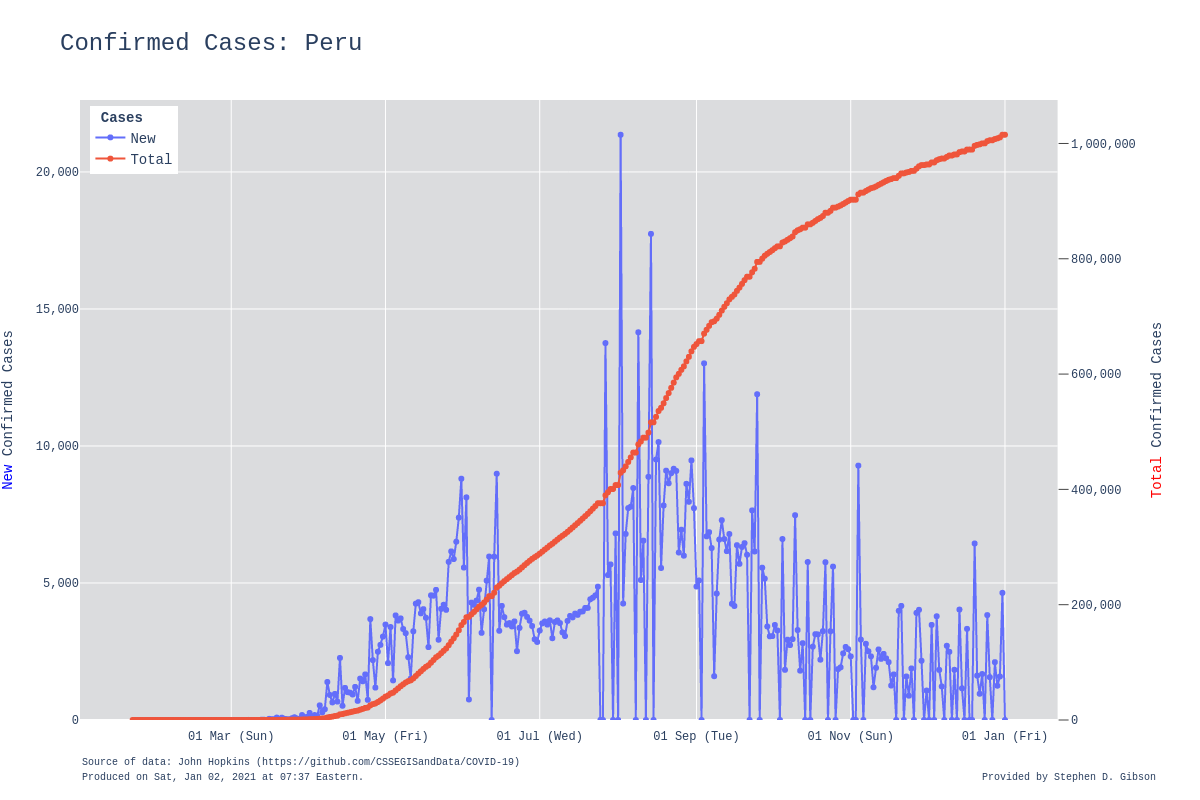 Confirmed Cases: Peru
Cases
New
Total
20,000
15,000
10,000
5,000
0
New Confirmed Cases
1,000,000
800,000
600,000
400,000
200,000
0
Total Confirmed Cases
01 Mar (Sun)
01 May (Fri)
01 Jul (Wed)
01 Sep (Tue)
01 Nov (Sun)
01 Jan (Fri)
Source of data: John Hopkins (https://github.com/CSSEGISandData/COVID-19)
Produced on Sat, Jan 02, 2021 at 07:37 Eastern.
Provided by Stephen D. Gibson